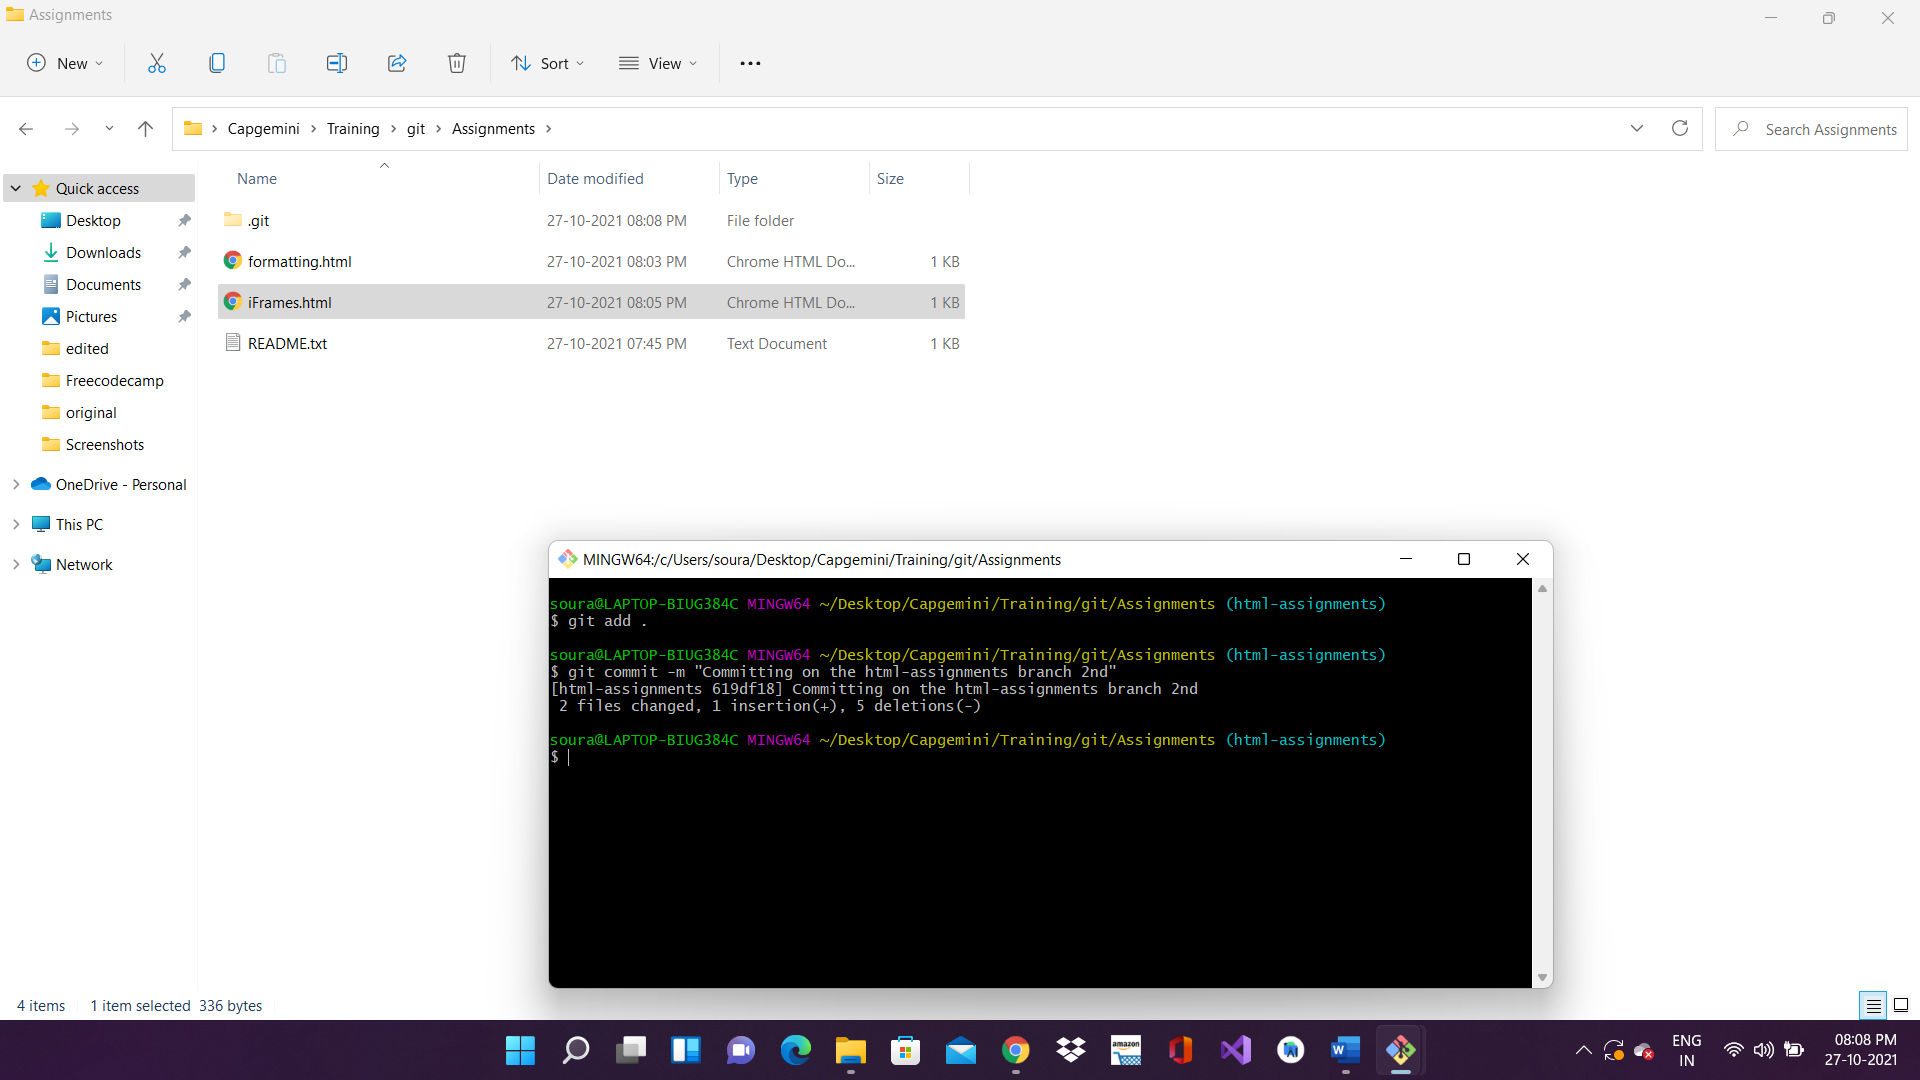 Assignments
New
Sort
View
Capgemini > Training > git > Assignments >
Search Assignments
Name Date modified Type Size
Quick access
Desktop
Downloads
Documents
Pictures
edited
Freecodecamp
original
Screenshots
OneDrive - Personal
This PC
Network
.git 27-10-2021 08:08 PM File folder
formatting.html 27-10-2021 08:03 PM Chrome HTML Do... 1 KB
iFrames.html 27-10-2021 08:05 PM Chrome HTML Do... 1 KB
README.txt 27-10-2021 07:45 PM Text Document 1 KB
MINGW64:/c/Users/soura/Desktop/Capgemini/Training/git/Assignments
soura@LAPTOP-BIUG384C MINGW64 ~/Desktop/Capgemini/Training/git/Assignments (html-assignments)
$ git add .
soura@LAPTOP-BIUG384C MINGW64 ~/Desktop/Capgemini/Training/git/Assignments (html-assignments)
$ git commit -m "Committing on the html-assignments branch 2nd"
[html-assignments 619df18] Committing on the html-assignments branch 2nd
2 files changed, 1 insertion(+), 5 deletions(-)
soura@LAPTOP-BIUG384C MINGW64 ~/Desktop/Capgemini/Training/git/Assignments (html-assignments)
$
4 items 1 item selected 336 bytes
amazon
ENG
IN
08:08 PM
27-10-2021